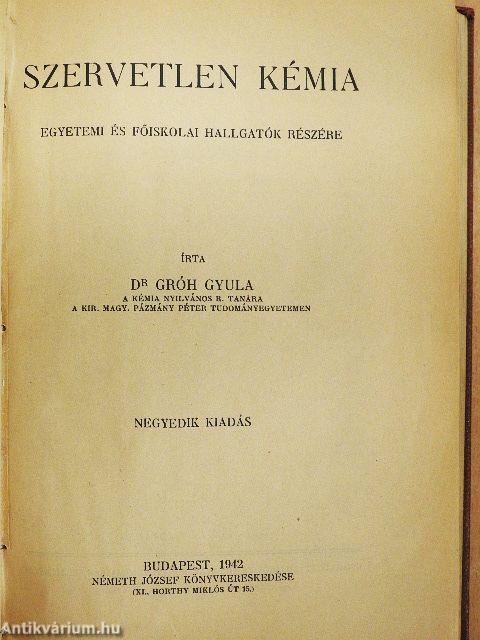 SZERVETLEN KÉMIA
EGYETEMI ÉS FŐISKOLAI HALLGATÓK RÉSZÉRE
ÍRTA
DR GRÓH GYULA
A KÉMIA NYILVÁNOS R. TANÁRA
A KIR. MAGY. PÁZMÁNY PÉTER TUDOMÁNYEGYETEMEN
NEGYEDIK KIADÁS
BUDAPEST, 1942
NÉMETH JÓZSEF KÖNYVKERESKEDÉSE
(XI., HORTHY MIKLÓS ÚT 15.)
Antikvárium.hu